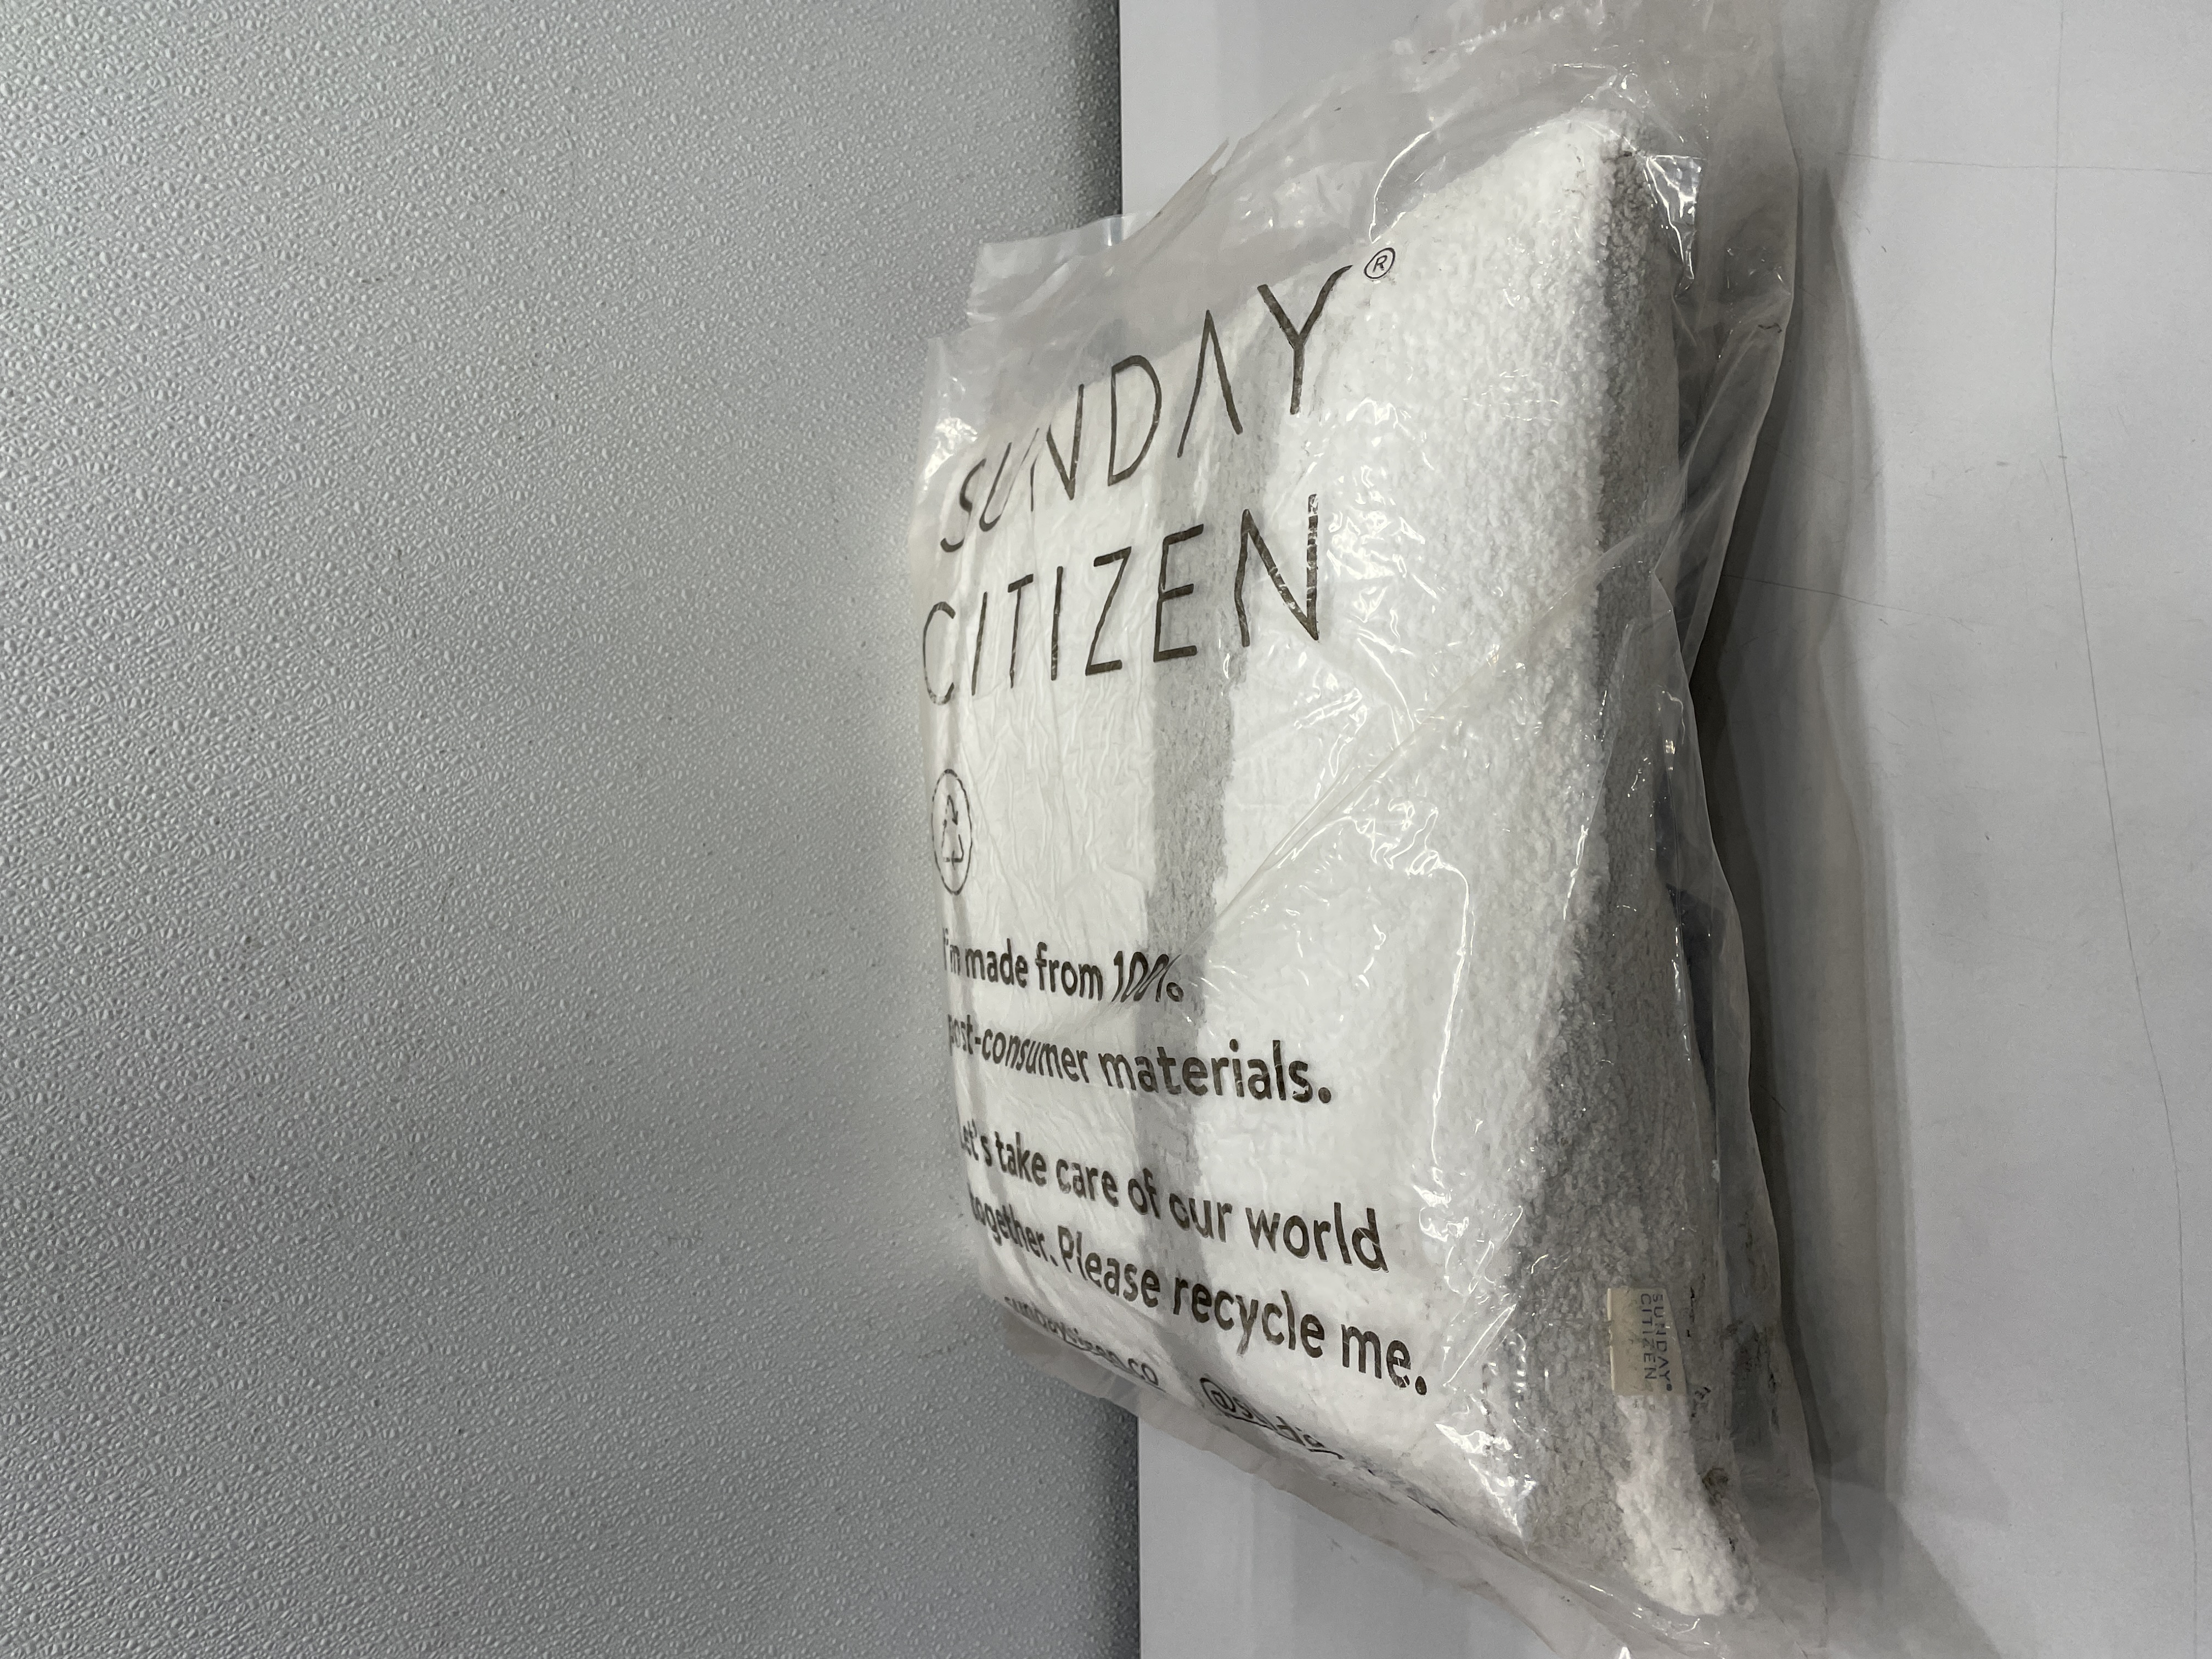 SUNDAY®
CITIZEN
I'm made from 100%
post-consumer materials.
Let's take care of our world
together. Please recycle me.
SUNDAY®
CITIZEN